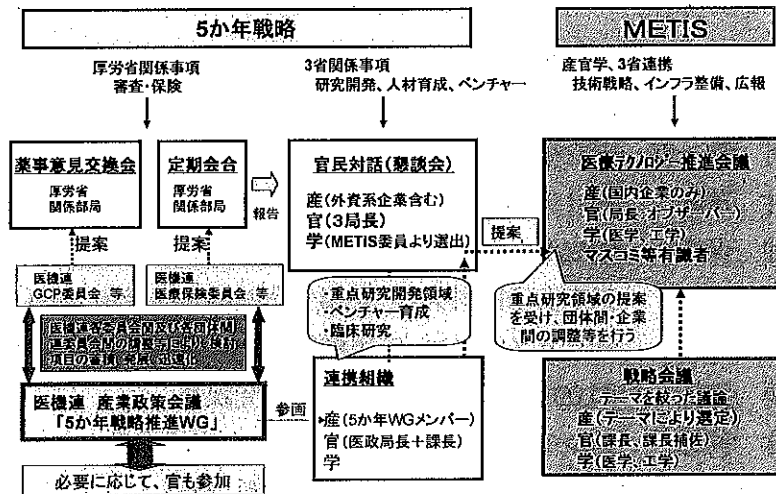 5か年戦略
METIS
厚労省関係事項
審査・保険
3省関係事項
研究開発、人材育成、ベンチャー
産官学、3省連携
技術戦略、インフラ整備、広報
薬事意見交換会
厚労省
関係部局
定期会合
厚労省
関係部局
報告
官民対話(懇談会)
産(外資系企業含む)
官(3局長)
学(METIS委員より選出)
提案
医療テクノロジー推進会議
産(国内企業のみ)
官(局長 オブザーバー)
学(医学、工学)
マスコミ等有識者
提案
提案
医機連
GCP委員会 等
医機連
医療保険委員会 等
・重点研究開発領域
・ベンチャー育成
・臨床研究
重点研究領域の提案
を受け、団体間・企業
間の調整等を行う
医機連各委員会間及び各団体間
連委員会間の調整等により、検討
項目の蓄積、発展、迅速化
医機連 産業政策会議
「5か年戦略推進WG」
参画
連携組織
産(5か年WGメンバー)
官(医政局長+課長)
学
戦略会議
テーマを絞った議論
産(テーマにより選定)
官(課長、課長補佐)
学(医学、工学)
必要に応じて、官も参加